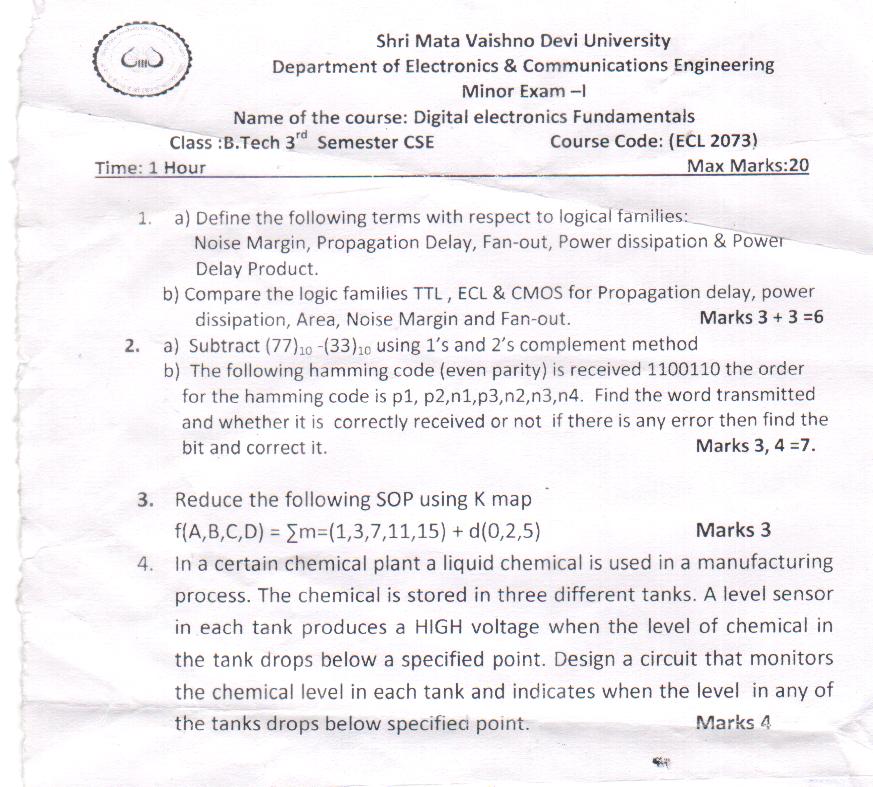 Shri Mata Vaishno Devi University
Department of Electronics & Communications Engineering
Minor Exam –I
Name of the course: Digital electronics Fundamentals
Class :B.Tech 3rd Semester CSE Course Code: (ECL 2073)
Time: 1 Hour Max Marks:20
1. a) Define the following terms with respect to logical families:
Noise Margin, Propagation Delay, Fan-out, Power dissipation & Power
Delay Product.
b) Compare the logic families TTL , ECL & CMOS for Propagation delay, power
dissipation, Area, Noise Margin and Fan-out. Marks 3 + 3 =6
2. a) Subtract (77)10 -(33)10 using 1's and 2's complement method
b) The following hamming code (even parity) is received 1100110 the order
for the hamming code is p1, p2,n1,p3,n2,n3,n4. Find the word transmitted
and whether it is correctly received or not if there is any error then find the
bit and correct it. Marks 3, 4 =7.
3. Reduce the following SOP using K map
f(A,B,C,D) = ∑m=(1,3,7,11,15) + d(0,2,5) Marks 3
4. In a certain chemical plant a liquid chemical is used in a manufacturing
process. The chemical is stored in three different tanks. A level sensor
in each tank produces a HIGH voltage when the level of chemical in
the tank drops below a specified point. Design a circuit that monitors
the chemical level in each tank and indicates when the level in any of
the tanks drops below specified point. Marks 4